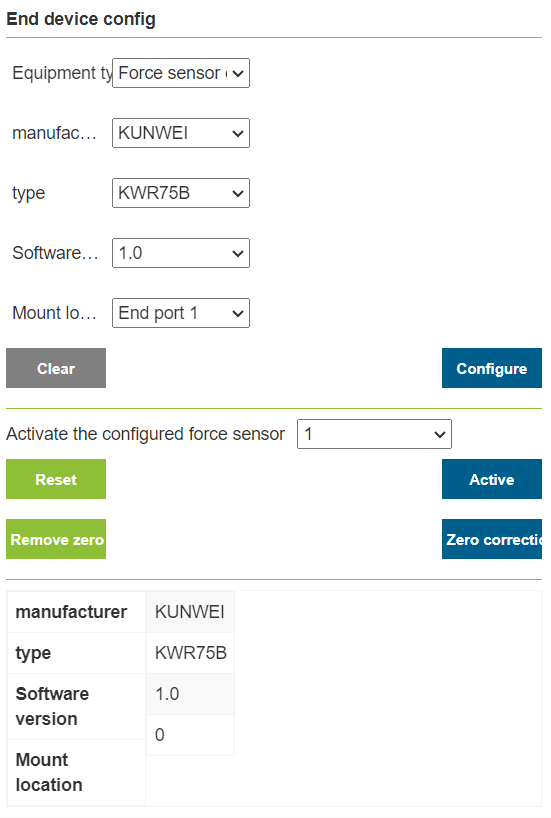 End device config
Equipment ty Force sensor
manufac... KUNWEI
type KWR75B
Software... 1.0
Mount lo... End port 1
Clear Configure
Activate the configured force sensor 1
Reset Active
Remove zero Zero correctio
manufacturer KUNWEI
type KWR75B
Software
version
1.0
Mount
location
0